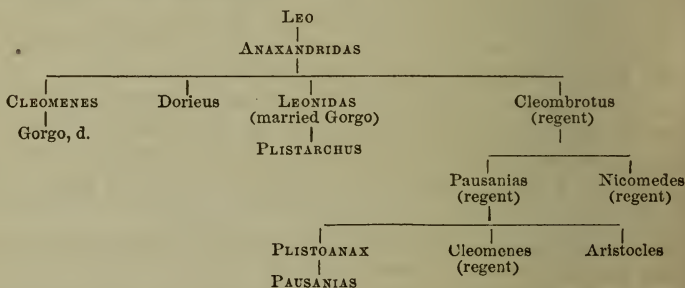 LEO
ANAXANDRIDAS
CLEOMENES Dorieus LEONIDAS Cleombrotus
(married Gorgo) (regent)
Gorgo, d.
PLISTARCHUS
Pausanias Nicomedes
(regent) (regent)
PLISTOANAX Cleomenes Aristocles
(regent)
PAUSANIAS